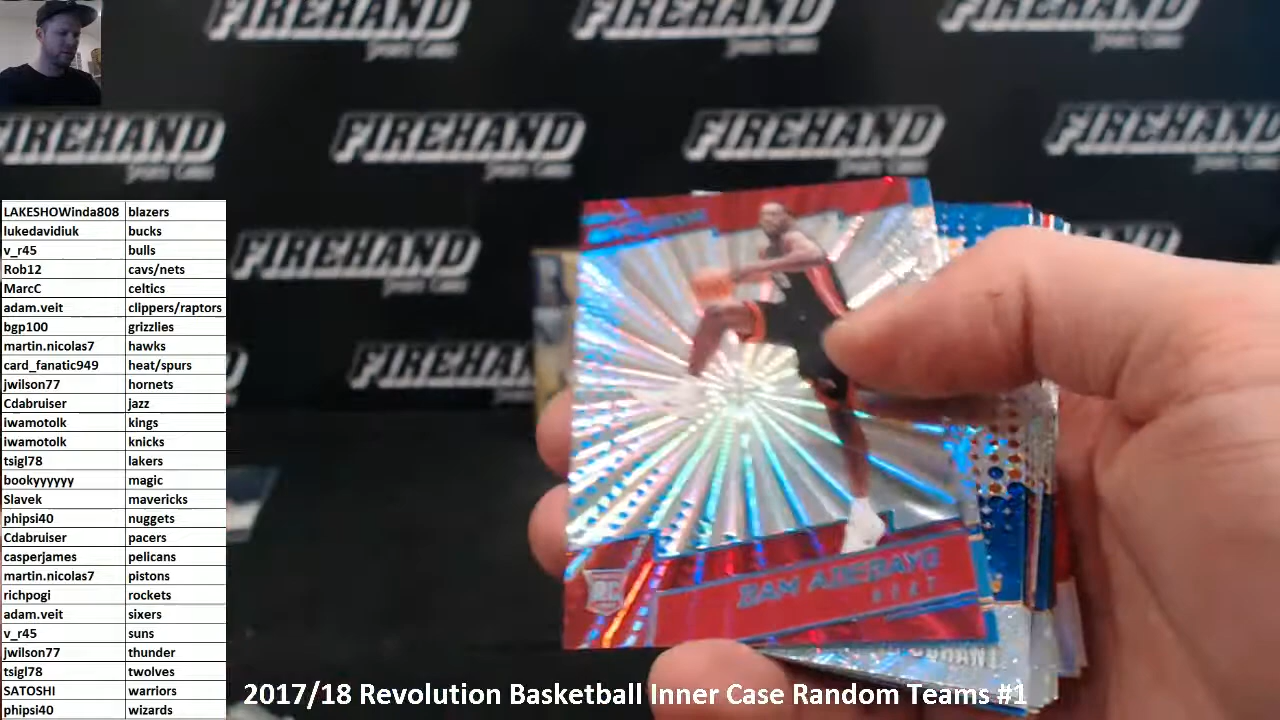 FIREHAND
FIREHAND
FIREHAND
FIREHAND
FIREHAND
FIREHAND
FIREHAND
FIREHAND
FIREHAND
LAKESHOWinda808 blazers
lukedavidiuk bucks
v_r45 bulls
Rob12 cavs/nets
MarcC celtics
adam.veit clippers/raptors
bgp100 grizzlies
martin.nicolas7 hawks
card_fanatic949 heat/spurs
jwilson77 hornets
Cdabruiser jazz
iwamotolk kings
iwamotolk knicks
tsigl78 lakers
bookyyyyyy magic
Slavek mavericks
phipsi40 nuggets
Cdabruiser pacers
casperjames pelicans
martin.nicolas7 pistons
richpogi rockets
adam.veit sixers
v_r45 suns
jwilson77 thunder
tsigl78 twolves
SATOSHI warriors
phipsi40 wizards
RC
BAM ADEBAYO
HEAT
2017/18 Revolution Basketball Inner Case Random Teams #1